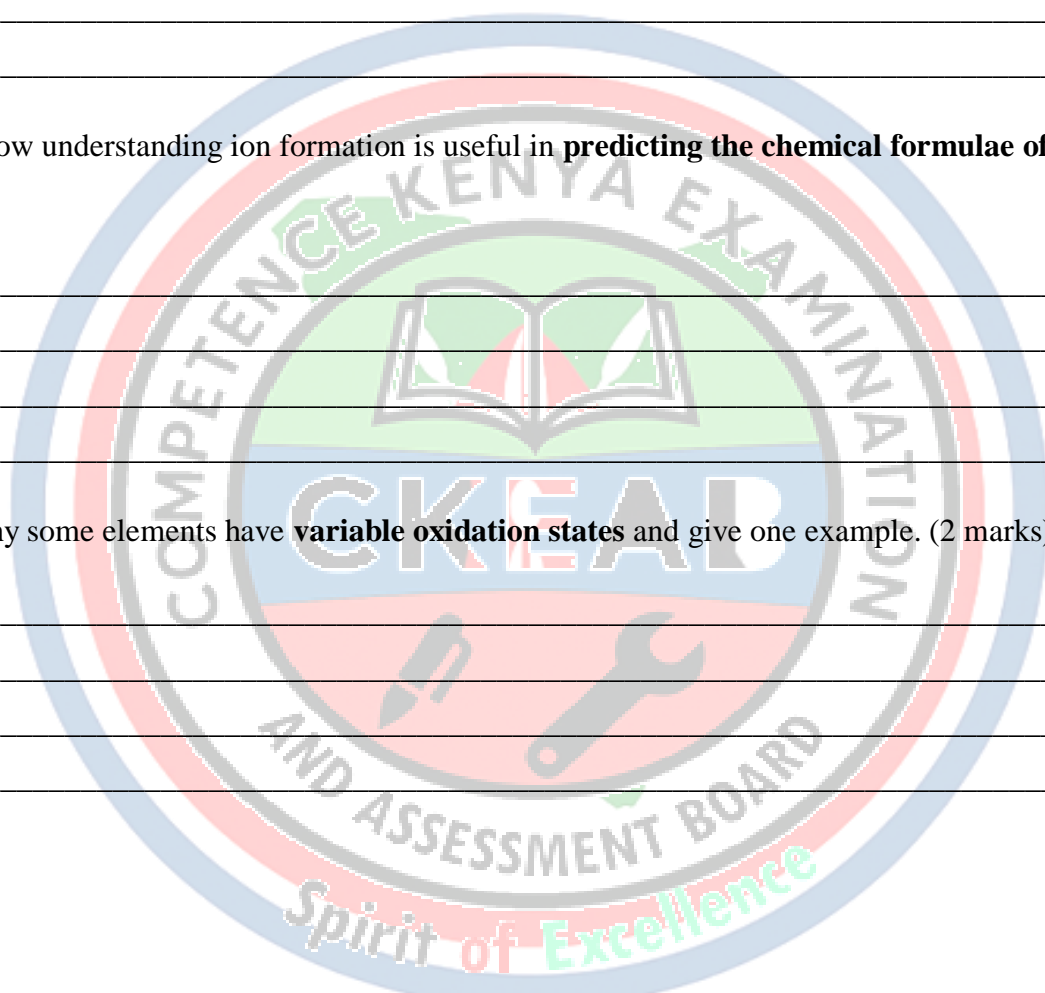 ow understanding ion formation is useful in predicting the chemical formulae of
COMPETENCE KENYA EXAMINATION
CKEAB
y some elements have variable oxidation states and give one example. (2 marks)
AND ASSESSMENT BOARD
Spirit of Excellence